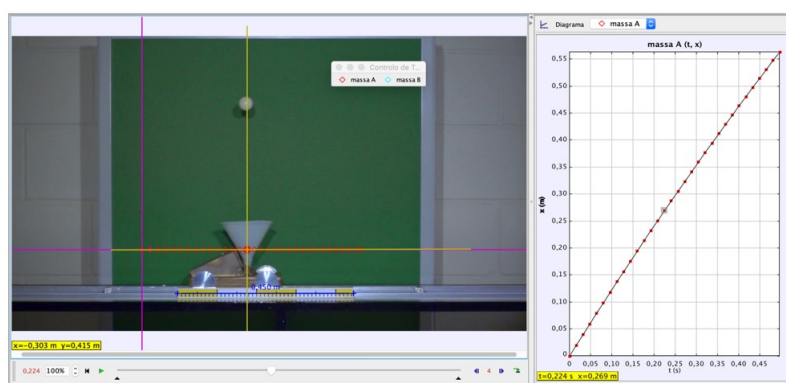 Controlo de T...
massa A massa B
0,450 m
x=-0,303 m y=0,415 m
0,224 100% 4
Diagrama massa A
massa A (t, x)
x (m)
0,55
0,50
0,45
0,40
0,35
0,30
0,25
0,20
0,15
0,10
0,05
0
0 0,05 0,10 0,15 0,20 0,25 0,30 0,35 0,40 0,45
t (s)
t=0,224 s x=0,269 m